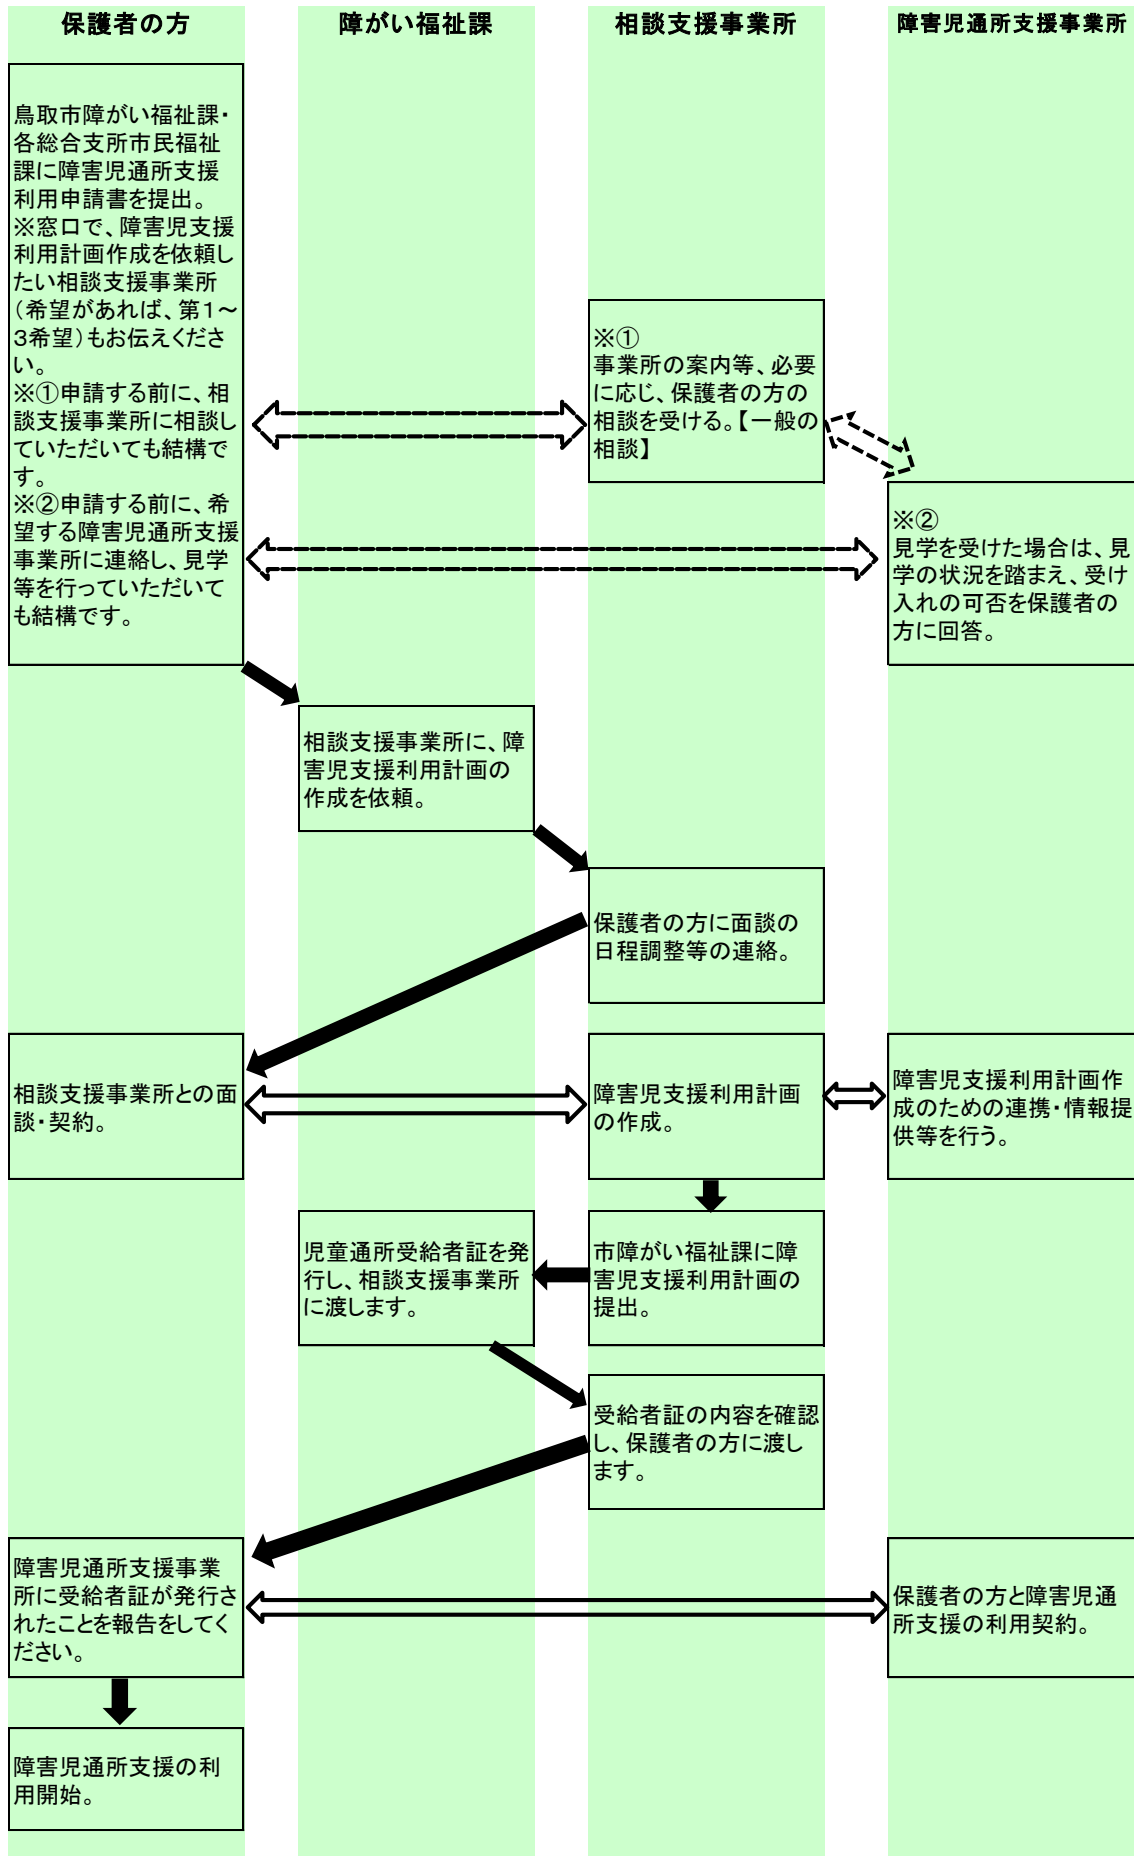 保護者の方
障がい福祉課
相談支援事業所
障害児通所支援事業所
鳥取市障がい福祉課・
各総合支所市民福祉
課に障害児通所支援
利用申請書を提出。
※窓口で、障害児支援
利用計画作成を依頼し
たい相談支援事業所
(希望があれば、第1～
3希望)もお伝えくださ
い。
※①申請する前に、相
談支援事業所に相談し
ていただいても結構で
す。
※②申請する前に、希
望する障害児通所支援
事業所に連絡し、見学
等を行っていただいて
も結構です。
※①
事業所の案内等、必要
に応じ、保護者の方の
相談を受ける。【一般の
相談】
※②
見学を受けた場合は、見
学の状況を踏まえ、受け
入れの可否を保護者の
方に回答。
相談支援事業所に、障
害児支援利用計画の
作成を依頼。
保護者の方に面談の
日程調整等の連絡。
相談支援事業所との面
談・契約。
障害児支援利用計画
の作成。
障害児支援利用計画作
成のための連携・情報提
供等を行う。
児童通所受給者証を発
行し、相談支援事業所
に渡します。
市障がい福祉課に障
害児支援利用計画の
提出。
受給者証の内容を確認
し、保護者の方に渡し
ます。
障害児通所支援事業
所に受給者証が発行さ
れたことを報告をしてく
ださい。
保護者の方と障害児通
所支援の利用契約。
障害児通所支援の利
用開始。